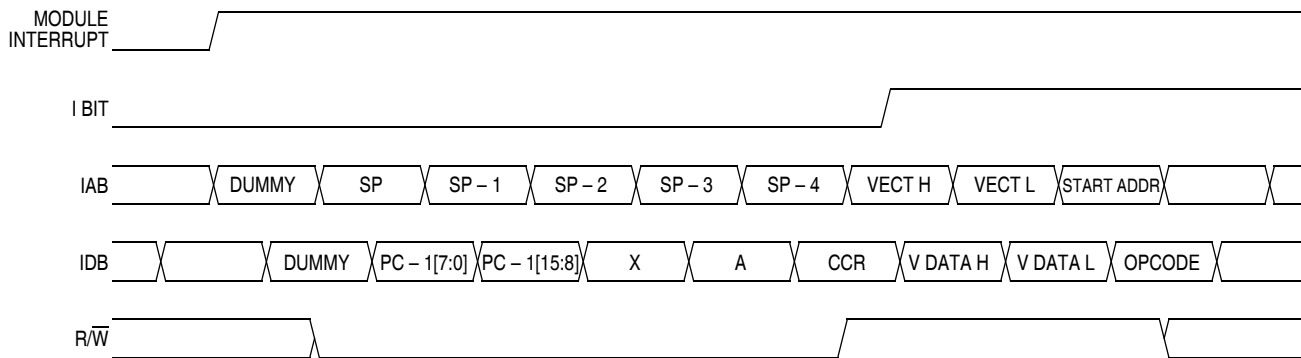 MODULE
INTERRUPT
I BIT
IAB DUMMY SP SP – 1 SP – 2 SP – 3 SP – 4 VECT H VECT L START ADDR
IDB DUMMY PC – 1[7:0] PC – 1[15:8] X A CCR V DATA H V DATA L OPCODE
R/W̅